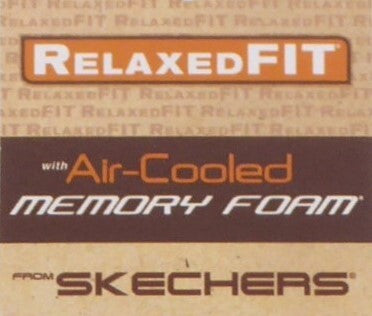 RELAXEDFIT®
with Air-Cooled
MEMORY FOAM®
FROM SKECHERS®